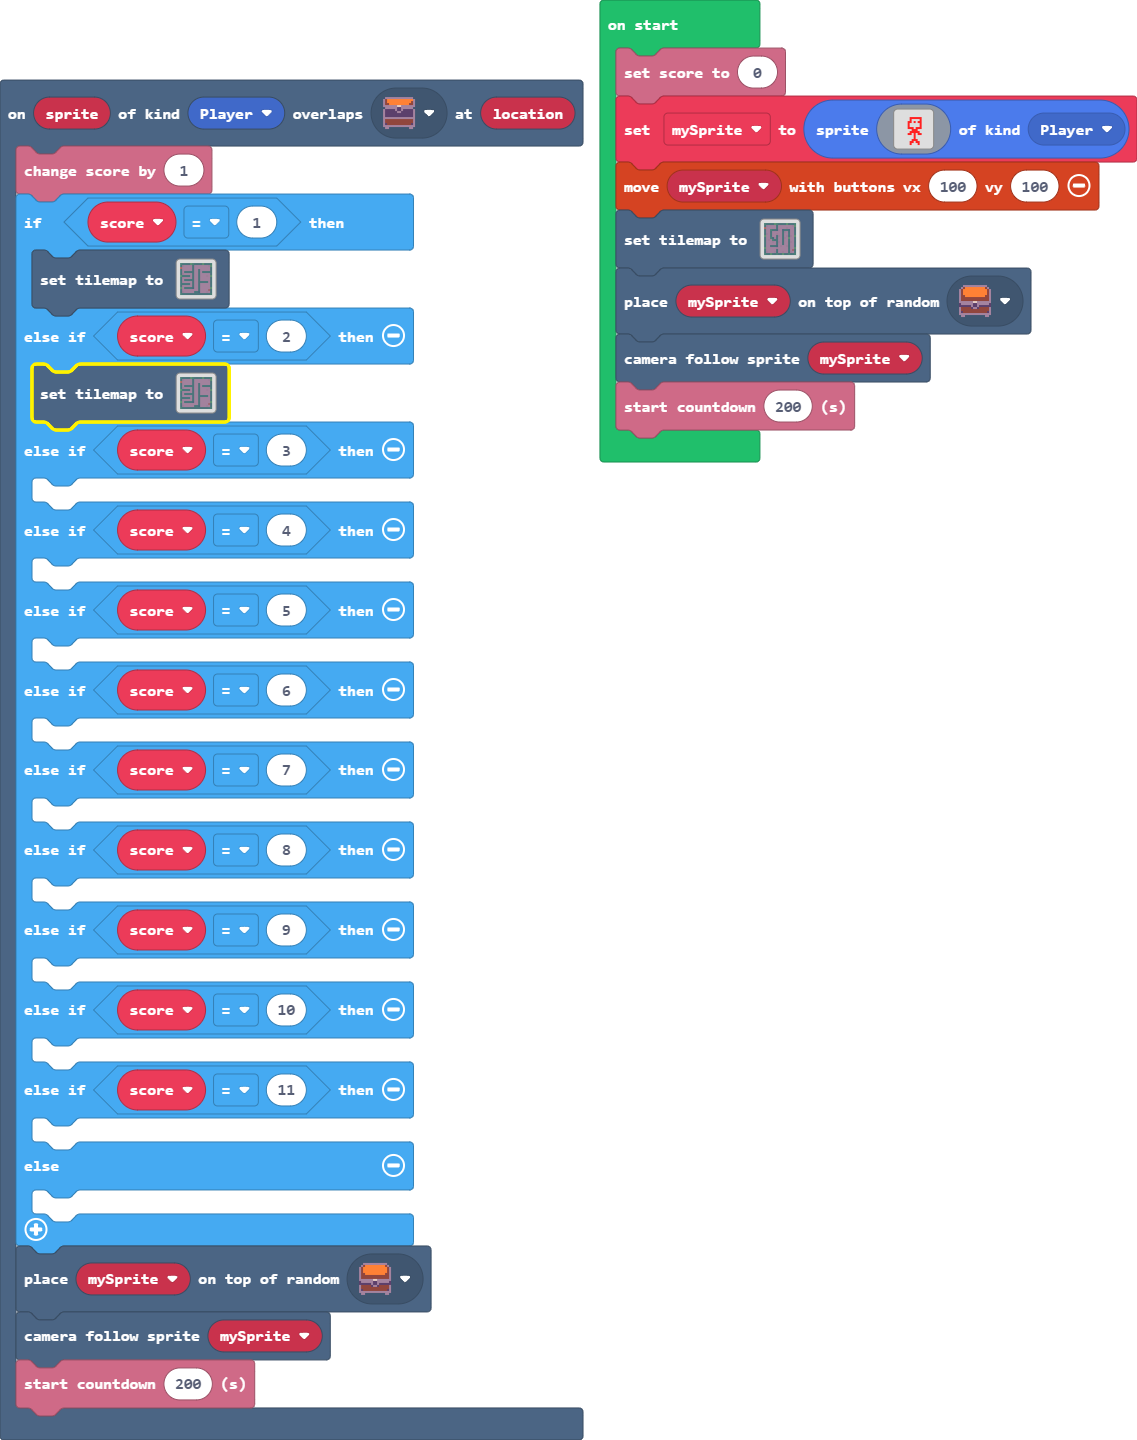 on sprite of kind Player overlaps at location
change score by 1
if score = 1 then
set tilemap to
else if score = 2 then
set tilemap to
else if score = 3 then
else if score = 4 then
else if score = 5 then
else if score = 6 then
else if score = 7 then
else if score = 8 then
else if score = 9 then
else if score = 10 then
else if score = 11 then
else
place mySprite on top of random
camera follow sprite mySprite
start countdown 200 (s)
on start
set score to 0
set mySprite to sprite of kind Player
move mySprite with buttons vx 100 vy 100
set tilemap to
place mySprite on top of random
camera follow sprite mySprite
start countdown 200 (s)